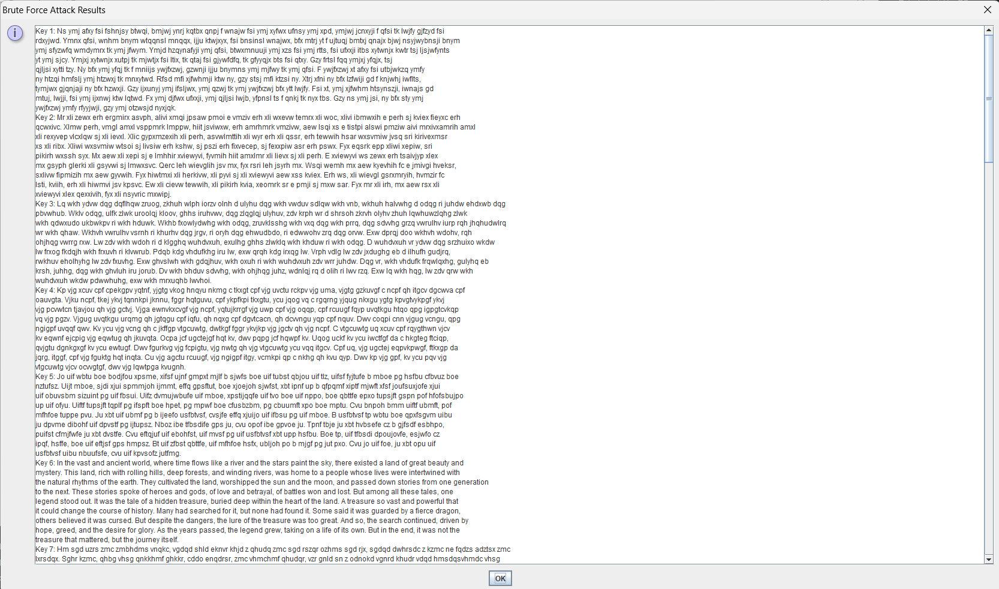 Brute Force Attack Results
Key 1: Ns ymj afxy fsi fshnjsy btwqi, bmjwj ynrj kqtbx qnpj f wnajw fsi ymj xyfwx ufnsy ymj xpd, ymjwj jcnxyji f qfsi tk lwjfy gjfzyd fsi
rdxyjwd. Ymnx qfsi, wnhm bnym wtqqnsl mnqqx, ijju ktwjxyx, fsi bnsinsl wnajwx, bfx mtrj yt f ujtuqj bmtxj qnajx bjwj nsyjwybnsji bnym
ymj sfyzwfq wmdymrx tk ymj jfwym. Ymjd hzqynafyji ymj qfsi, btwxmnuuji ymj xzs fsi ymj rtts, fsi ufxxji itbs xytwnjx kwtr tsj ljsjwfynts
yt ymj sjcy. Ymjxj xytwnjx xutpj tk mjwtjx fsi ltix, tk qtaj fsi gjywfdfq, tk gfyyqjx bts fsi qtxy. Gzy frtsl fqq ymjxj yfqjx, tsj
qjljsi xytti tzy. Ny bfx ymj yfqj tk f mniijs ywjfxzwj, gzwnji ijju bnymns ymj mjfwy tk ymj qfsi. F ywjfxzwj xt afxy fsi utbjwkzq ymfy
ny htzqi hmfslj ymj htzwxj tk mnxytwd. Rfsd mfi xjfwhmji ktw ny, gzy stsj mfi ktzsi ny. Xtrj xfni ny bfx lzfwiji gd f knjwhj iwflts,
tymjwx gjqnjaji ny bfx hzwxji. Gzy ijxunyj ymj ifsljwx, ymj qzwj tk ymj ywjfxzwj bfx ytt lwjfy. Fsi xt, ymj xjfwhm htsynszji, iwnajs gd
mtuj, lwjji, fsi ymj ijxnwj ktw lqtwd. Fx ymj djfwx ufxxji, ymj qjljsi lwjb, yfpnsl ts f qnkj tk nyx tbs. Gzy ns ymj jsi, ny bfx sty ymj
ywjfxzwj ymfy rfyyjwji, gzy ymj otzwsjd nyxjqk.
Key 2: Mr xli zewx erh ergmirx asvph, alivi xmqi jpsaw pmoi e vmziv erh xli wxevw temrx xli woc, xlivi ibmwxih e perh sj kviex fieyxc erh
qcwxivc. Xlmw perh, vmgl amxl vsppmrk lmppw, hiit jsviwxw, erh amrhmrk vmzivw, aew lsqi xs e tistpi alswi pmziw aivi mrxivxamrih amxl
xli rexyvep vlcxlqw sj xli ievxl. Xlic gypxmzexih xli perh, asvwlmttih xli wyr erh xli qssr, erh tewwih hsar wxsvmiw jvsq sri kirivexmsr
xs xli ribx. Xliwi wxsvmiw wtsoi sj livsiw erh kshw, sj pszi erh fixvecep, sj fexxpiw asr erh pswx. Fyx eqsrk epp xliwi xepiw, sri
pikirh wxssh syx. Mx aew xli xepi sj e lmhhir xviewyvi, fyvmih hiit amxlmr xli lievx sj xli perh. E xviewyvi ws zewx erh tsaivjyp xlex
mx gsyph glerki xli gsyvwi sj lmwxsvc. Qerc leh wievglih jsv mx, fyx rsri leh jsyrh mx. Wsqi wemh mx aew kyevhih fc e jmivgi hveksr,
sxlivw fipmizih mx aew gyvwih. Fyx hiwtmxi xli herkivw, xli pyvi sj xli xviewyvi aew xss kviex. Erh ws, xli wievgl gsrxmryih, hvmzir fc
lsti, kviih, erh xli hiwmvi jsv kpsvc. Ew xli cievw tewwih, xli pikirh kvia, xeomrk sr e pmji sj mxw sar. Fyx mr xli irh, mx aew rsx xli
xviewyvi xlex qexxivih, fyx xli nsyvric mxwipj.
Key 3: Lq wkh ydvw dqg dqflhqw zruog, zkhuh wlph iorzv olnh d ulyhu dqg wkh vwduv sdlqw wkh vnb, wkhuh halvwhg d odqg ri juhdw ehdxwb dqg
pbvwhub. Wklv odqg, ulfk zlwk uroolqj kloov, ghhs iruhvwv, dqg zlqglqj ulyhuv, zdv krph wr d shrsoh zkrvh olyhv zhuh lqwhuwzlqhg zlwk
wkh qdwxudo ukbwkpv ri wkh hduwk. Wkhb fxowlydwhg wkh odqg, zruvklsshg wkh vxq dqg wkh prrq, dqg sdvvhg grzq vwrulhv iurp rqh jhqhudwlrq
wr wkh qhaw. Wkhvh vwrulhv vsrnh ri khurhv dqg jrgv, ri oryh dqg ehwudbdo, ri edwwohv zrq dqg orvw. Exw dprqj doo wkhvh wdohv, rqh
ohjhqg vwrrg rxw. Lw zdv wkh wdoh ri d klgghq wuhdvxuh, exulhg ghhs zlwklq wkh khduw ri wkh odqg. D wuhdvxuh vr ydvw dqg srzhuixo wkdw
lw frxog fkdqjh wkh frxuvh ri klvwrub. Pdqb kdg vhdufkhg iru lw, exw qrqh kdg irxqg lw. Vrph vdlg lw zdv jxdughg eb d ilhufh gudjrq,
rwkhuv eholhyhg lw zdv fxuvhg. Exw ghvslwh wkh gdqjhuv, wkh oxuh ri wkh wuhdvxuh zdv wrr juhdw. Dqg vr, wkh vhdufk frqwlqxhg, gulyhq eb
krsh, juhhg, dqg wkh ghvluh iru jorub. Dv wkh bhduv sdvvhg, wkh ohjhqg juhz, wdnlqj rq d olih ri lwv rzq. Exw lq wkh hqg, lw zdv qrw wkh
wuhdvxuh wkdw pdwwhuhg, exw wkh mrxuqhb lwvhoi.
Key 4: Kp vjg xcuv cpf cpekgpv yqtnf, yjgtg vkog hnqyu nkmg c tkxgt cpf vjg uvctu rckpv vjg uma, vjgtg gzkuvgf c ncpf qh itgcv dgcwva cpf
oauvgta. Vjku ncpf, tkej ykvj tqnnkpi jknnu, fggr hqtguvu, cpf ykpfkpi tkxgtu, ycu jqog vq c rgqrng yjqug nkxgu ygtg kpvgtvykpgf ykvj
vjg pcvwtcn tjavjou qh vjg gctvj. Vjga ewnvkxcvgf vjg ncpf, yqtujkrrgf vjg uwp cpf vjg oqqp, cpf rcuugf fqyp uvqtkgu htqo qpg igpgtcvkqp
vq vjg pgzv. Vjgug uvqtkgu urqmg qh jgtqgu cpf iqfu, qh nqxg cpf dgvtcacn, qh dcvvngu yqp cpf nquv. Dwv coqpi cnn vjgug vcngu, qpg
ngigpf uvqqf qwv. Kv ycu vjg vcng qh c jkffgp vtgcuwtg, dwtkgf fggr ykvjkp vjg jgctv qh vjg ncpf. C vtgcuwtg uq xcuv cpf rqygthwn vjcv
kv eqwnf ejcpig vjg eqwtug qh jkuvqta. Ocpa jcf ugctejgf hqt kv, dwv pqpg jcf hqwpf kv. Uqog uckf kv ycu iwctfgf da c hkgteg ftciqp,
qvjgtu dgnkgxgf kv ycu ewtugf. Dwv fgurkvg vjg fcpigtu, vjg nwtg qh vjg vtgcuwtg ycu vqq itgcv. Cpf uq, vjg ugctej eqpvkpwgf, ftkxgp da
jqrg, itggf, cpf vjg fguktg hqt inqta. Cu vjg agctu rcuugf, vjg ngigpf itgy, vcmkpi qp c nkhg qh kvu qyp. Dwv kp vjg gpf, kv ycu pqv vjg
vtgcuwtg vjcv ocvvgtgf, dwv vjg lqwtpga kvugnh.
Key 5: Jo uif wbtu boe bodjfou xpsme, xifsf ujnf gmpxt mjlf b sjwfs boe uif tubst qbjou uif tlz, uifsf fyjtufe b mboe pg hsfbu cfbvuz boe
nztufsz. Uijt mboe, sjdi xjui spmmjoh ijmmt, effq gpsftut, boe xjoejoh sjwfst, xbt ipnf up b qfpqmf xiptf mjwft xfsf joufsuxjofe xjui
uif obuvsbm sizuint pg uif fbsui. Uifz dvmujwbufe uif mboe, xpstijqqfe uif tvo boe uif nppo, boe qbttfe epxo tupsjft gspn pof hfofsbujpo
up uif ofyu. Uiftf tupsjft tqplf pg ifspft boe hpet, pg mpwf boe cfusbzbm, pg cbuumft xpo boe mptu. Cvu bnpoh bmm uiftf ubmft, pof
mfhfoe tuppe pvu. Ju xbt uif ubmf pg b ijeefo usfbtvsf, cvsjfe effq xjuijo uif ifbsu pg uif mboe. B usfbtvsf tp wbtu boe qpxfsgvm uibu
ju dpvme dibohf uif dpvstf pg ijtupsz. Nboz ibe tfbsdife gps ju, cvu opof ibe gpvoe ju. Tpnf tbje ju xbt hvbsefe cz b gjfsdf esbhpo,
puifst cfmjfwfe ju xbt dvstfe. Cvu eftqjuf uif ebohfst, uif mvsf pg uif usfbtvsf xbt upp hsfbu. Boe tp, uif tfbsdi dpoujovfe, esjwfo cz
ipqf, hsffe, boe uif eftjsf gps hmpsz. Bt uif zfbst qbttfe, uif mfhfoe hsfx, ubljoh po b mjgf pg jut pxo. Cvu jo uif foe, ju xbt opu uif
usfbtvsf uibu nbuufsfe, cvu uif kpvsofz jutfmg.
Key 6: In the vast and ancient world, where time flows like a river and the stars paint the sky, there existed a land of great beauty and
mystery. This land, rich with rolling hills, deep forests, and winding rivers, was home to a people whose lives were intertwined with
the natural rhythms of the earth. They cultivated the land, worshipped the sun and the moon, and passed down stories from one generation
to the next. These stories spoke of heroes and gods, of love and betrayal, of battles won and lost. But among all these tales, one
legend stood out. It was the tale of a hidden treasure, buried deep within the heart of the land. A treasure so vast and powerful that
it could change the course of history. Many had searched for it, but none had found it. Some said it was guarded by a fierce dragon,
others believed it was cursed. But despite the dangers, the lure of the treasure was too great. And so, the search continued, driven by
hope, greed, and the desire for glory. As the years passed, the legend grew, taking on a life of its own. But in the end, it was not the
treasure that mattered, but the journey itself.
Key 7: Hm sgd uzrs zmc zmbhdms vnqkc, vgdqd shld eknvr khjd z qhudq zmc sgd rszqr ozhms sgd rjx, sgdqd dwhrsdc z kzmc ne fqdzs adztsx zmc
lxrsdqx. Sghr kzmc, qhbg vhsg qnkkhmf ghkkr, cddo enqdrsr, zmc vhmchmf qhudqr, vzr gnld sn z odnokd vgnrd khudr vdqd hmsdqsvhmdc vhsg
OK